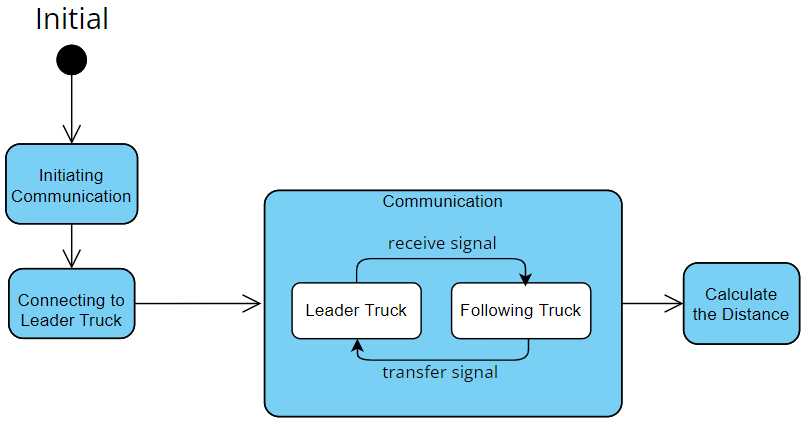 Initial
Initiating
Communication
Connecting to
Leader Truck
Communication
receive signal
Leader Truck
Following Truck
transfer signal
Calculate
the Distance